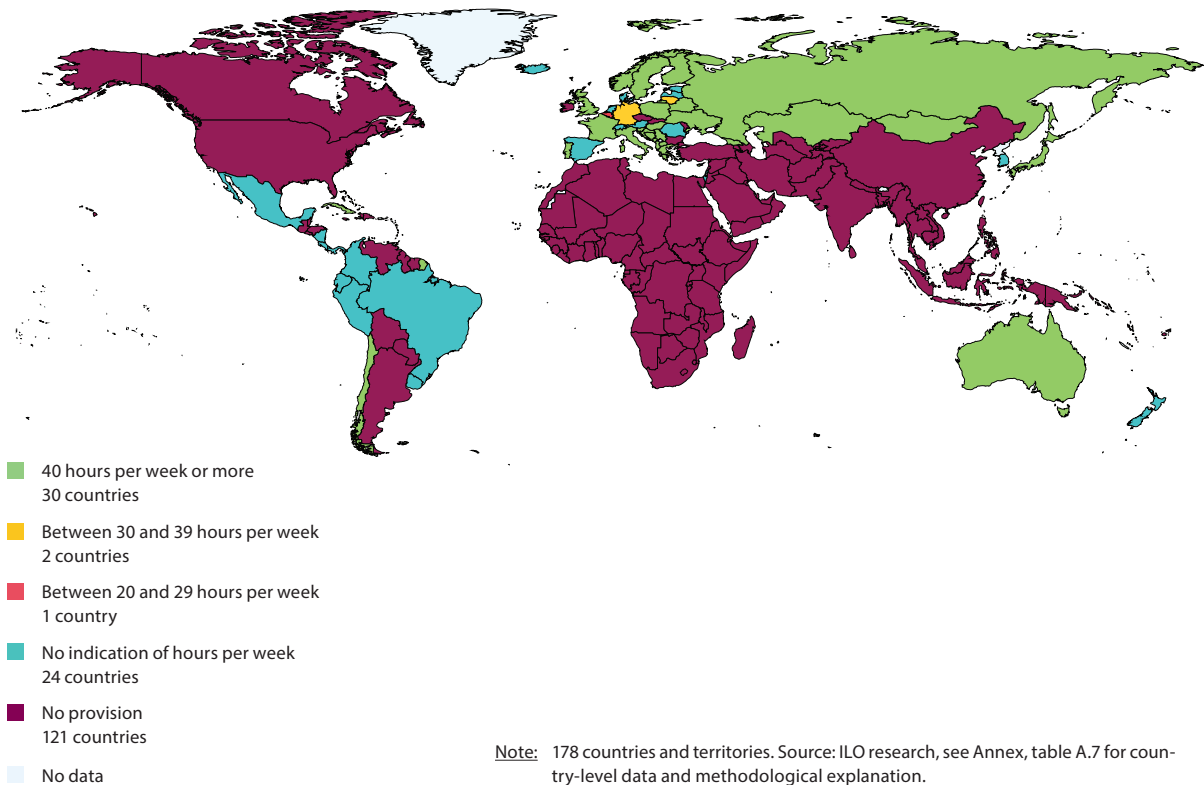 40 hours per week or more
30 countries
Between 30 and 39 hours per week
2 countries
Between 20 and 29 hours per week
1 country
No indication of hours per week
24 countries
No provision
121 countries
No data
Note: 178 countries and territories. Source: ILO research, see Annex, table A.7 for coun-
try-level data and methodological explanation.